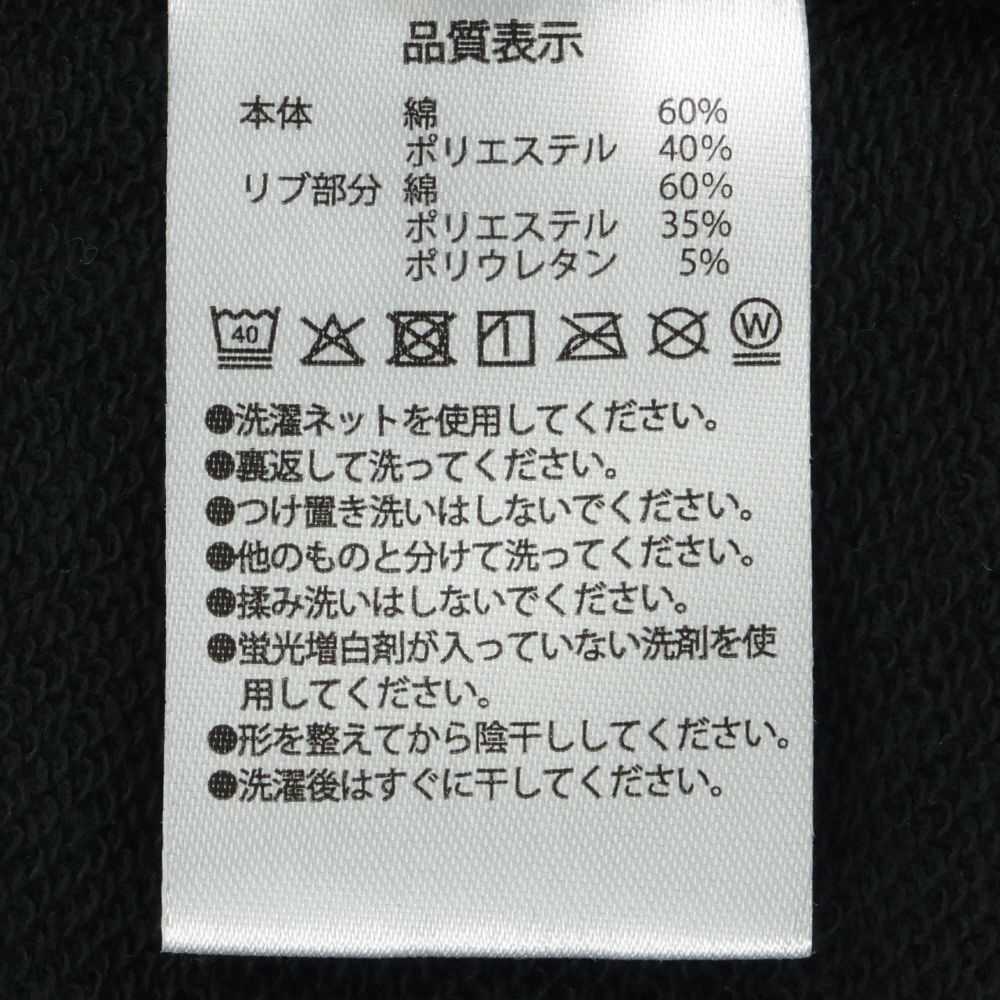 品質表示
本体 綿 60%
ポリエステル 40%
リブ部分 綿 60%
ポリエステル 35%
ポリウレタン 5%
40 W
●洗濯ネットを使用してください。
●裏返して洗ってください。
●つけ置き洗いはしないでください。
●他のものと分けて洗ってください。
●揉み洗いはしないでください。
●蛍光増白剤が入っていない洗剤を使
用してください。
●形を整えてから陰干ししてください。
●洗濯後はすぐに干してください。